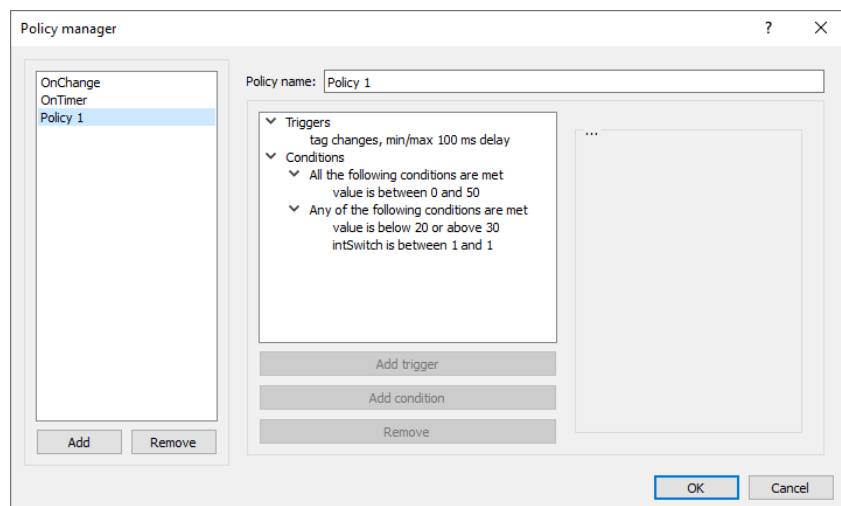 Policy manager
?
OnChange
OnTimer
Policy 1
Add
Remove
Policy name:
Policy 1
Triggers
tag changes, min/max 100 ms delay
Conditions
All the following conditions are met
value is between 0 and 50
Any of the following conditions are met
value is below 20 or above 30
intSwitch is between 1 and 1
Add trigger
Add condition
Remove
...
OK
Cancel